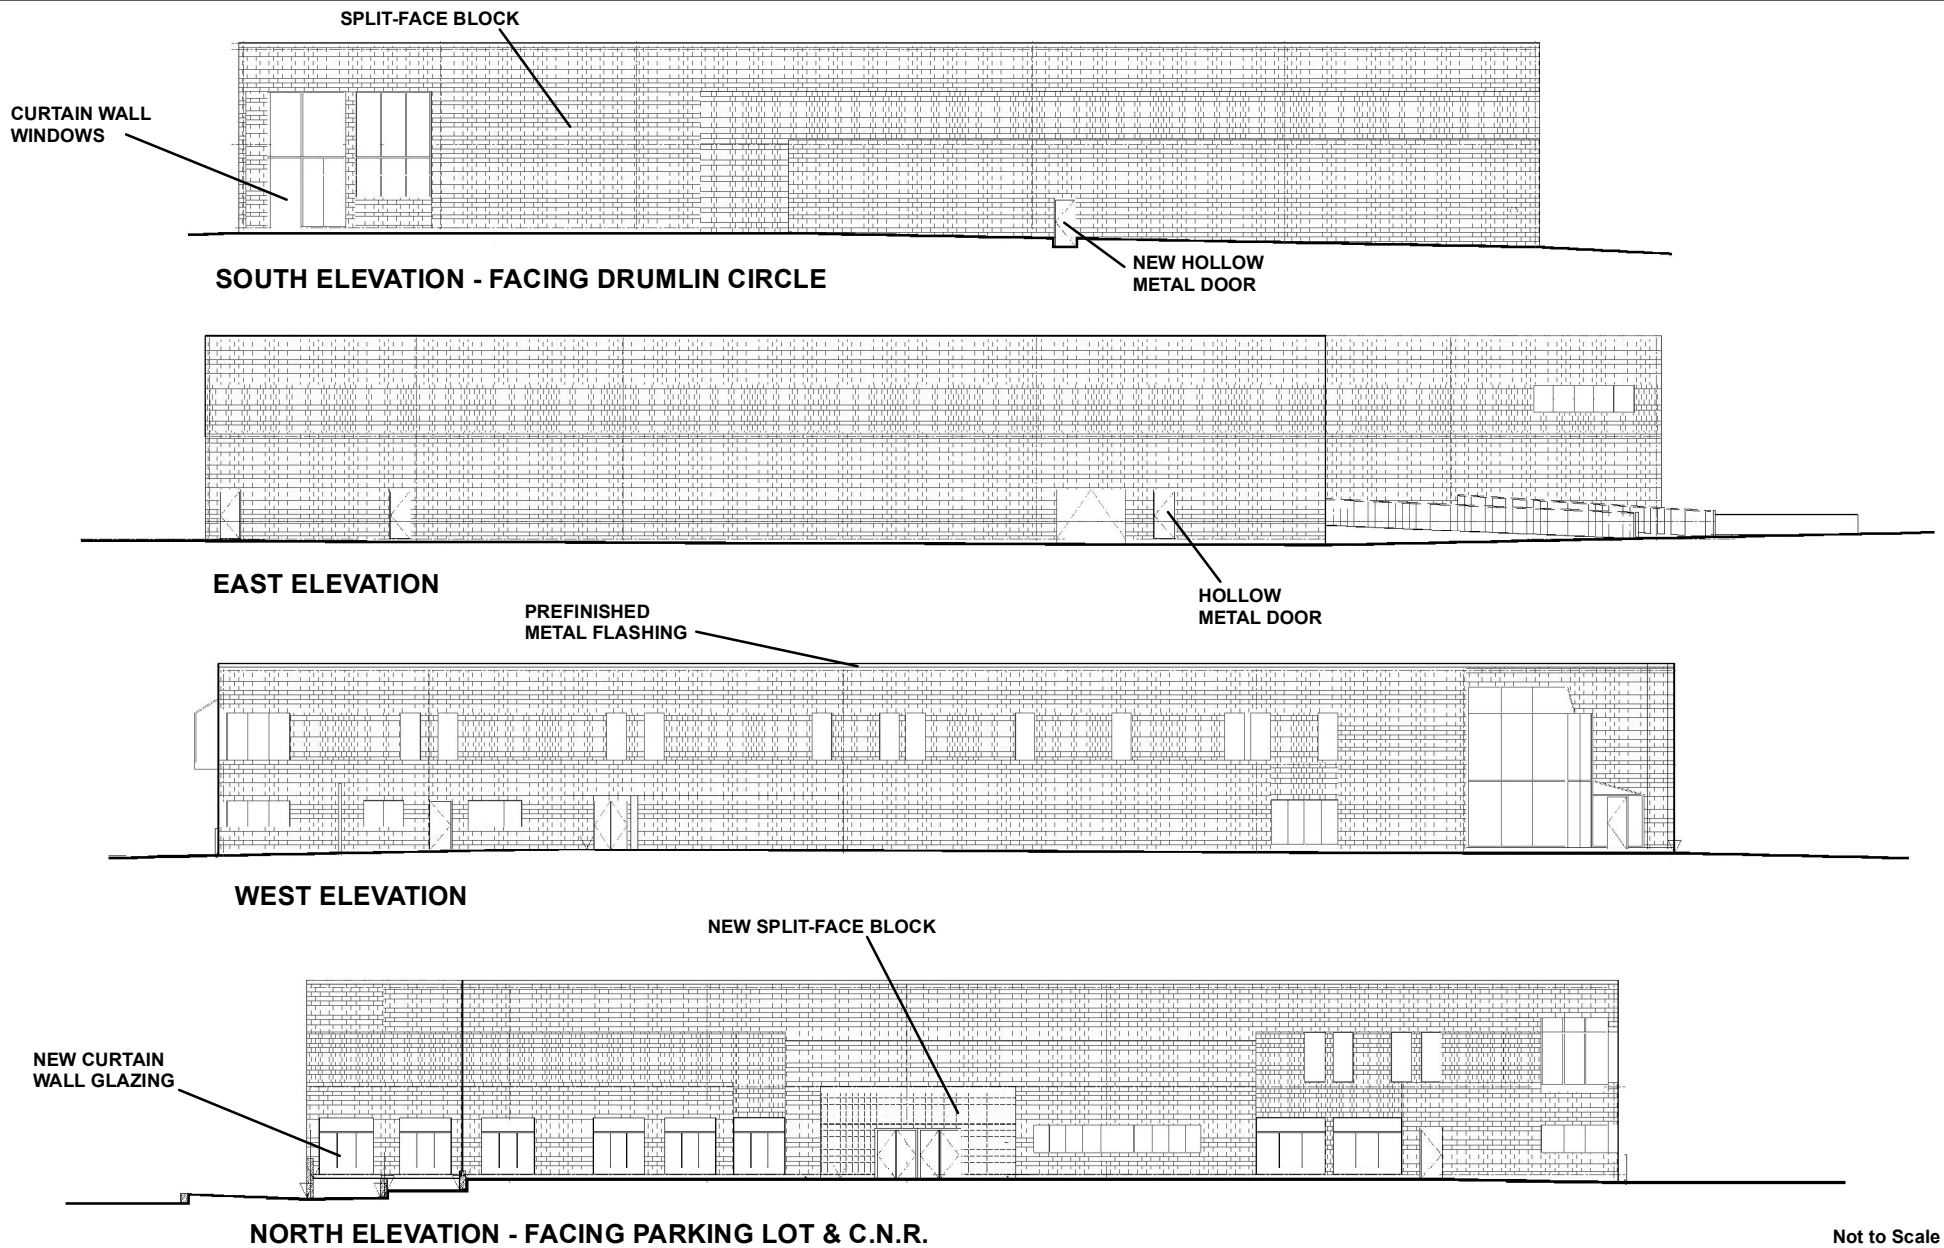 SPLIT-FACE BLOCK
CURTAIN WALL
WINDOWS
NEW HOLLOW
METAL DOOR
SOUTH ELEVATION - FACING DRUMLIN CIRCLE
HOLLOW
METAL DOOR
EAST ELEVATION
PREFINISHED
METAL FLASHING
WEST ELEVATION
NEW SPLIT-FACE BLOCK
NEW CURTAIN
WALL GLAZING
NORTH ELEVATION - FACING PARKING LOT & C.N.R.
Not to Scale